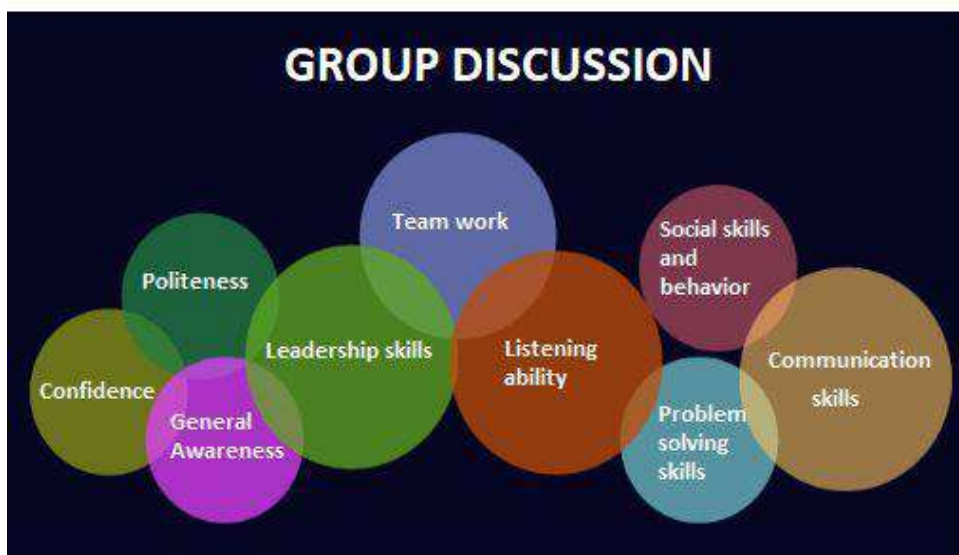 GROUP DISCUSSION
Team work
Social skills
and
behavior
Politeness
Leadership skills
Listening
ability
Communication
skills
Confidence
General
Awareness
Problem
solving
skills